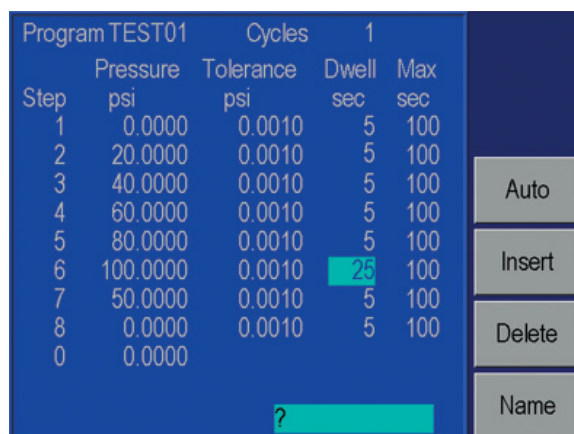 Program TEST01 Cycles 1
Pressure Tolerance Dwell Max
Step psi psi sec sec
1 0.0000 0.0010 5 100
2 20.0000 0.0010 5 100
3 40.0000 0.0010 5 100
4 60.0000 0.0010 5 100
5 80.0000 0.0010 5 100
6 100.0000 0.0010 25 100
7 50.0000 0.0010 5 100
8 0.0000 0.0010 5 100
0 0.0000
?
Auto
Insert
Delete
Name